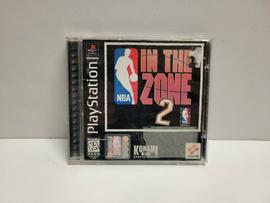 PlayStation
IN THE
ZONE
2
NBA
KONAMI